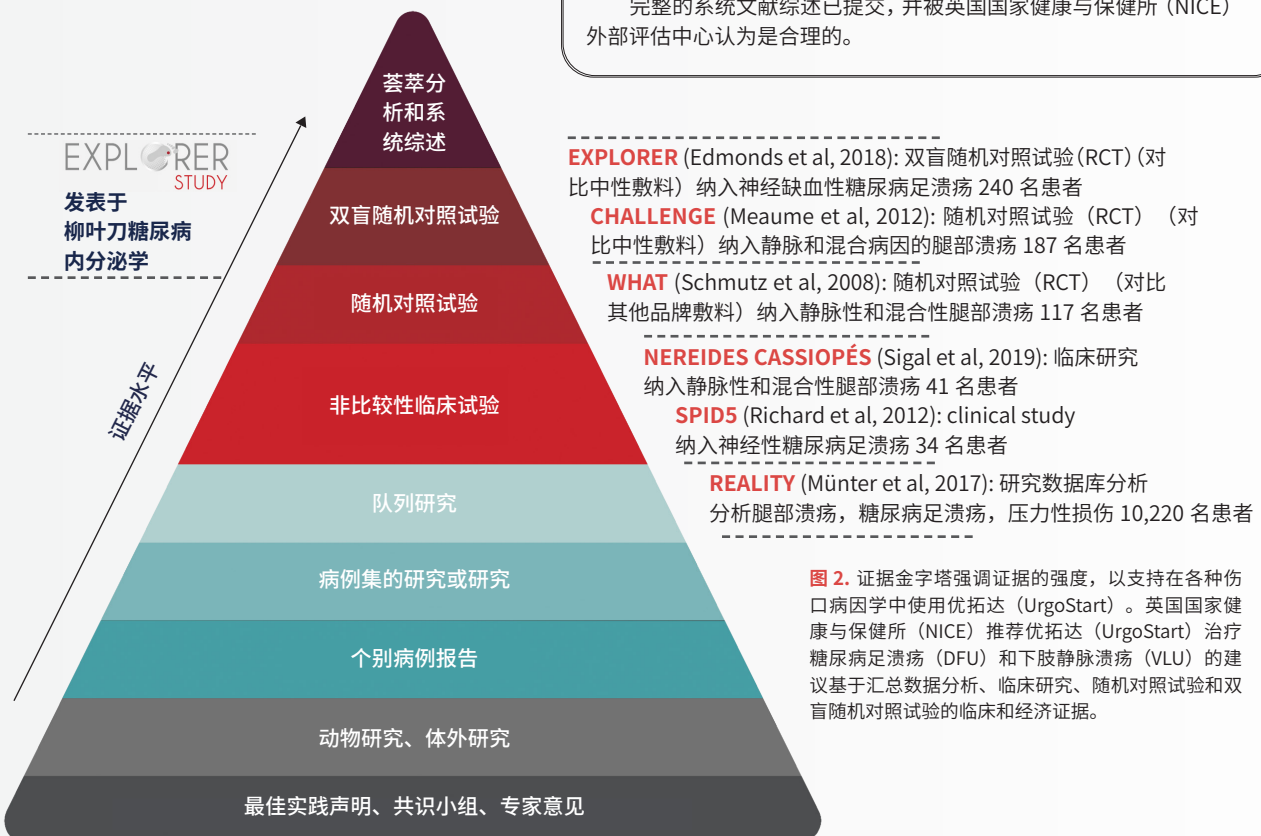 完整的系统文献综述已提交，并被英国国家健康与保健所（NICE）
外部评估中心认为是合理的。
荟萃分
析和系
统综述
EXPLORER
STUDY
发表于
柳叶刀糖尿病
内分泌学
证据水平
双盲随机对照试验
随机对照试验
非比较性临床试验
队列研究
病例集的研究或研究
个别病例报告
动物研究、体外研究
最佳实践声明、共识小组、专家意见
EXPLORER (Edmonds et al, 2018): 双盲随机对照试验（RCT）（对
比中性敷料）纳入神经缺血性糖尿病足溃疡 240 名患者
CHALLENGE (Meaume et al, 2012): 随机对照试验（RCT）（对
比中性敷料）纳入静脉和混合病因的腿部溃疡 187 名患者
WHAT (Schmutz et al, 2008): 随机对照试验（RCT）（对比
其他品牌敷料）纳入静脉性和混合性腿部溃疡 117 名患者
NEREIDES CASSIOPÉS (Sigal et al, 2019): 临床研究
纳入静脉性和混合性腿部溃疡 41 名患者
SPID5 (Richard et al, 2012): clinical study
纳入神经性糖尿病足溃疡 34 名患者
REALITY (Münter et al, 2017): 研究数据库分析
分析腿部溃疡，糖尿病足溃疡，压力性损伤 10,220 名患者
图 2. 证据金字塔强调证据的强度，以支持在各种伤
口病因学中使用优拓达（UrgoStart）。英国国家健
康与保健所（NICE）推荐优拓达（UrgoStart）治疗
糖尿病足溃疡（DFU）和下肢静脉溃疡（VLU）的建
议基于汇总数据分析、临床研究、随机对照试验和双
盲随机对照试验的临床和经济证据。